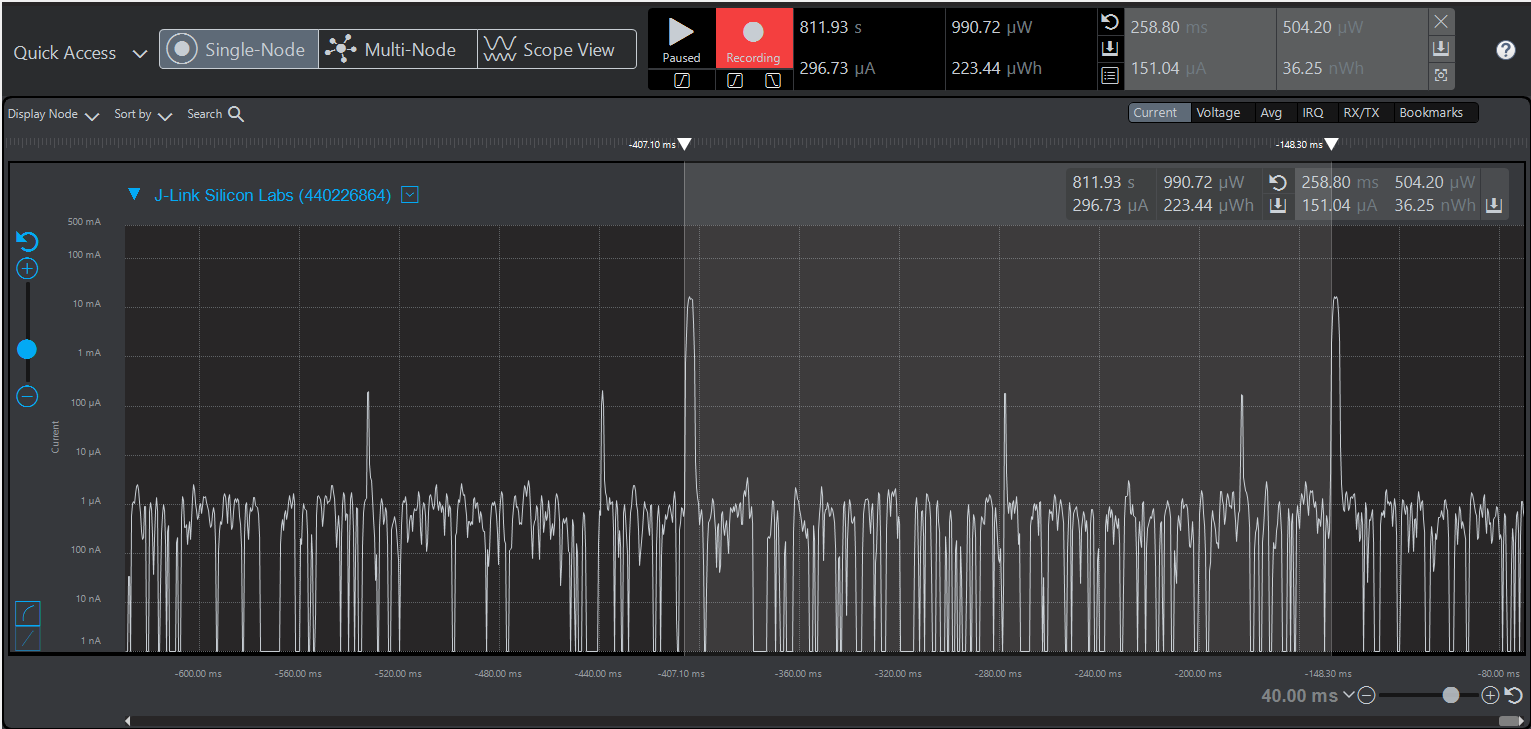 Quick Access
Single-Node
Multi-Node
Scope View
Paused
Recording
811.93 s
990.72 µW
296.73 µA
223.44 µWh
258.80 ms
504.20 µW
151.04 µA
36.25 nWh
Display Node
Sort by
Search
Current
Voltage
Avg
IRQ
RX/TX
Bookmarks
-407.10 ms
-148.30 ms
J-Link Silicon Labs (440226864)
811.93 s
990.72 µW
258.80 ms
504.20 µW
296.73 µA
223.44 µWh
151.04 µA
36.25 nWh
500 mA
100 mA
10 mA
1 mA
100 µA
Current
10 µA
1 µA
100 nA
10 nA
1 nA
-600.00 ms
-560.00 ms
-520.00 ms
-480.00 ms
-440.00 ms
-407.10 ms
-360.00 ms
-320.00 ms
-280.00 ms
-240.00 ms
-200.00 ms
-148.30 ms
-80.00 ms
40.00 ms